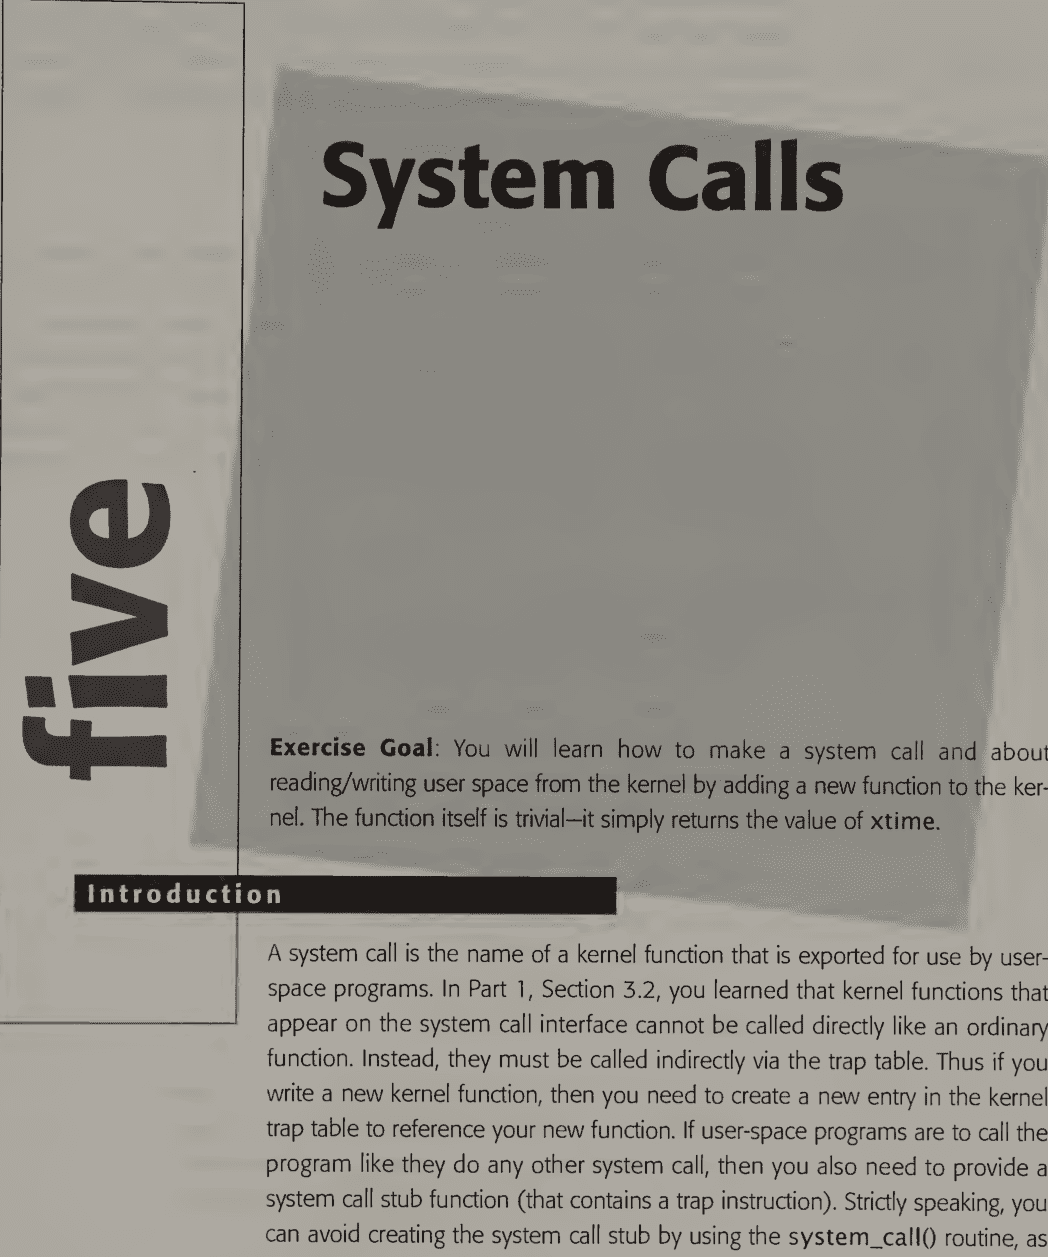 System Calls
five
Exercise Goal: You will learn how to make a system call and about
reading/writing user space from the kernel by adding a new function to the ker-
nel. The function itself is trivial—it simply returns the value of xtime.
Introduction
A system call is the name of a kernel function that is exported for use by user-
space programs. In Part 1, Section 3.2, you learned that kernel functions that
appear on the system call interface cannot be called directly like an ordinary
function. Instead, they must be called indirectly via the trap table. Thus if you
write a new kernel function, then you need to create a new entry in the kernel
trap table to reference your new function. If user-space programs are to call the
program like they do any other system call, then you also need to provide a
system call stub function (that contains a trap instruction). Strictly speaking, you
can avoid creating the system call stub by using the system_call() routine, as